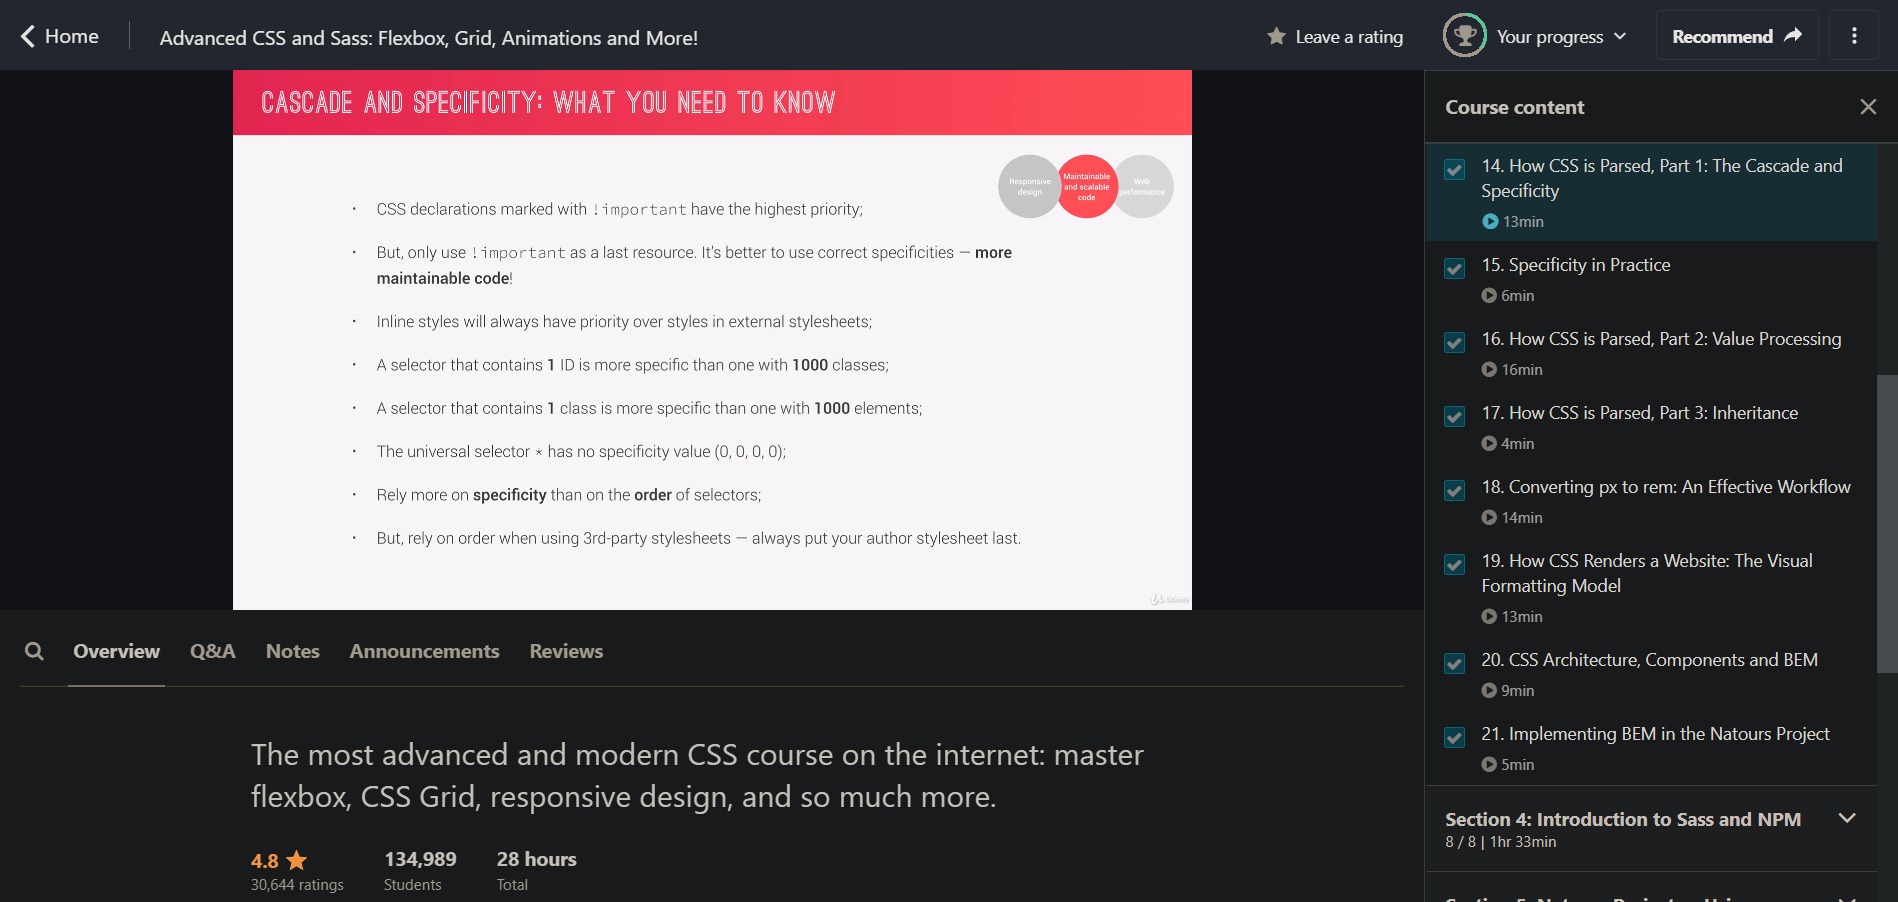 Home
Advanced CSS and Sass: Flexbox, Grid, Animations and More!
Leave a rating
Your progress
Recommend
CASCADE AND SPECIFICITY: WHAT YOU NEED TO KNOW
Responsive
design
Maintainable
and scalable
code
Web
performance
· CSS declarations marked with !important have the highest priority;
· But, only use !important as a last resource. It’s better to use correct specificities — more
maintainable code!
· Inline styles will always have priority over styles in external stylesheets;
· A selector that contains 1 ID is more specific than one with 1000 classes;
· A selector that contains 1 class is more specific than one with 1000 elements;
· The universal selector * has no specificity value (0, 0, 0, 0);
· Rely more on specificity than on the order of selectors;
· But, rely on order when using 3rd-party stylesheets — always put your author stylesheet last.
Udemy
Overview
Q&A
Notes
Announcements
Reviews
The most advanced and modern CSS course on the internet: master
flexbox, CSS Grid, responsive design, and so much more.
4.8
30,644 ratings
134,989
Students
28 hours
Total
Course content
14. How CSS is Parsed, Part 1: The Cascade and
Specificity
13min
15. Specificity in Practice
6min
16. How CSS is Parsed, Part 2: Value Processing
16min
17. How CSS is Parsed, Part 3: Inheritance
4min
18. Converting px to rem: An Effective Workflow
14min
19. How CSS Renders a Website: The Visual
Formatting Model
13min
20. CSS Architecture, Components and BEM
9min
21. Implementing BEM in the Natours Project
5min
Section 4: Introduction to Sass and NPM
8 / 8 | 1hr 33min